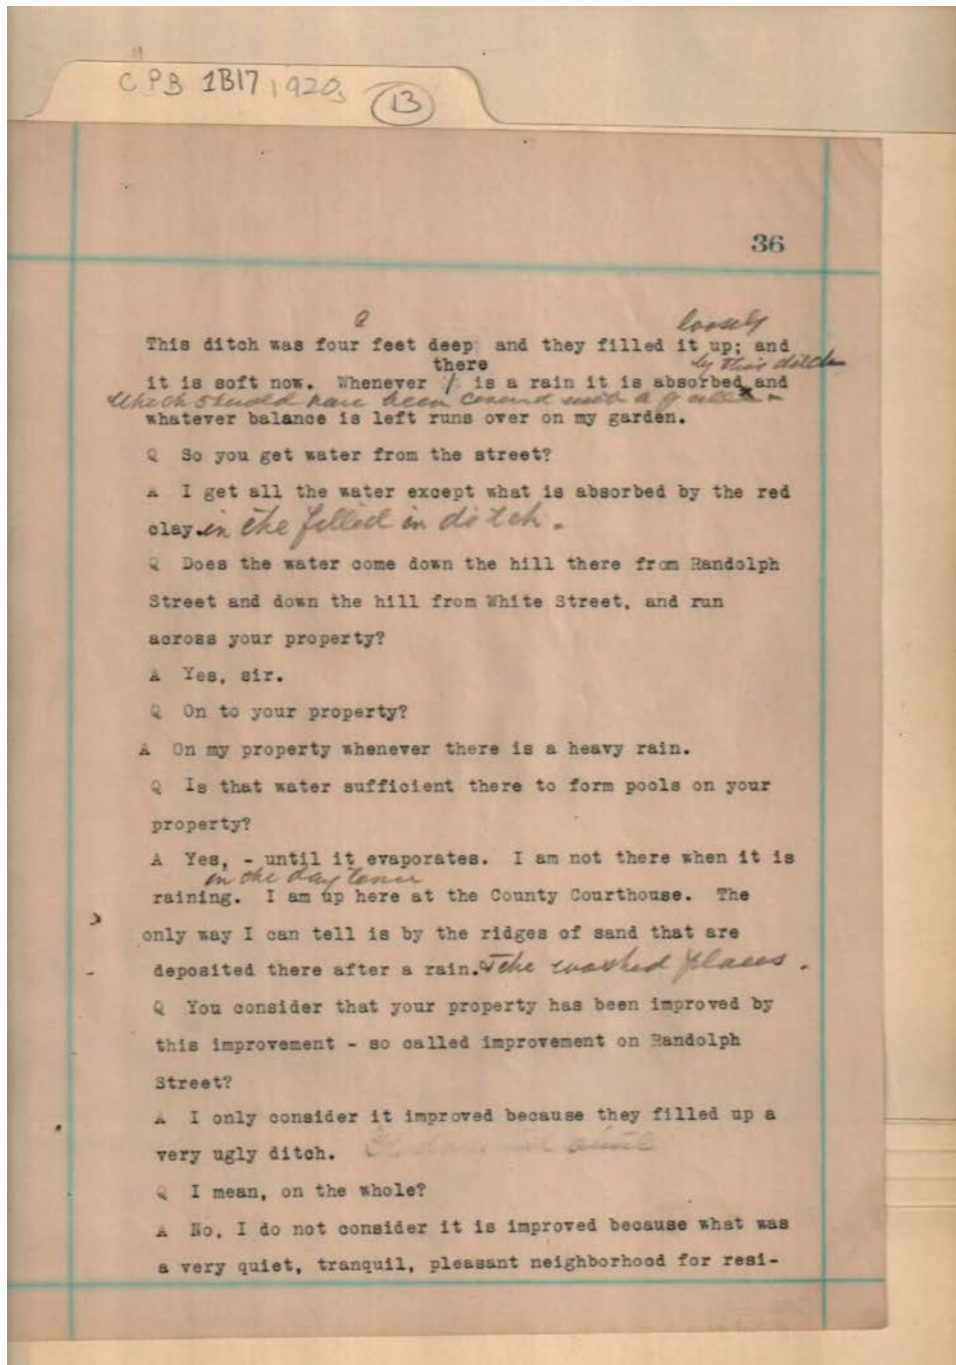 CPB 1B17 1920s
13
36
loosely
This ditch was four feet deep and they filled it up; and
there by this ditch
it is soft now. Whenever / is a rain it is absorbed and
which should have been covered with a
whatever balance is left runs over on my garden.
Q So you get water from the street?
A I get all the water except what is absorbed by the red
clay. in the filled in ditch.
Q Does the water come down the hill there from Randolph
Street and down the hill from White Street, and run
across your property?
A Yes, sir.
Q On to your property?
A On my property whenever there is a heavy rain.
Q Is that water sufficient there to form pools on your
property?
A Yes, - until it evaporates. I am not there when it is
in the day time
raining. I am up here at the County Courthouse. The
only way I can tell is by the ridges of sand that are
deposited there after a rain. & the washed places.
Q You consider that your property has been improved by
this improvement - so called improvement on Randolph
Street?
A I only consider it improved because they filled up a
very ugly ditch.
Q I mean, on the whole?
A No, I do not consider it is improved because what was
a very quiet, tranquil, pleasant neighborhood for resi-